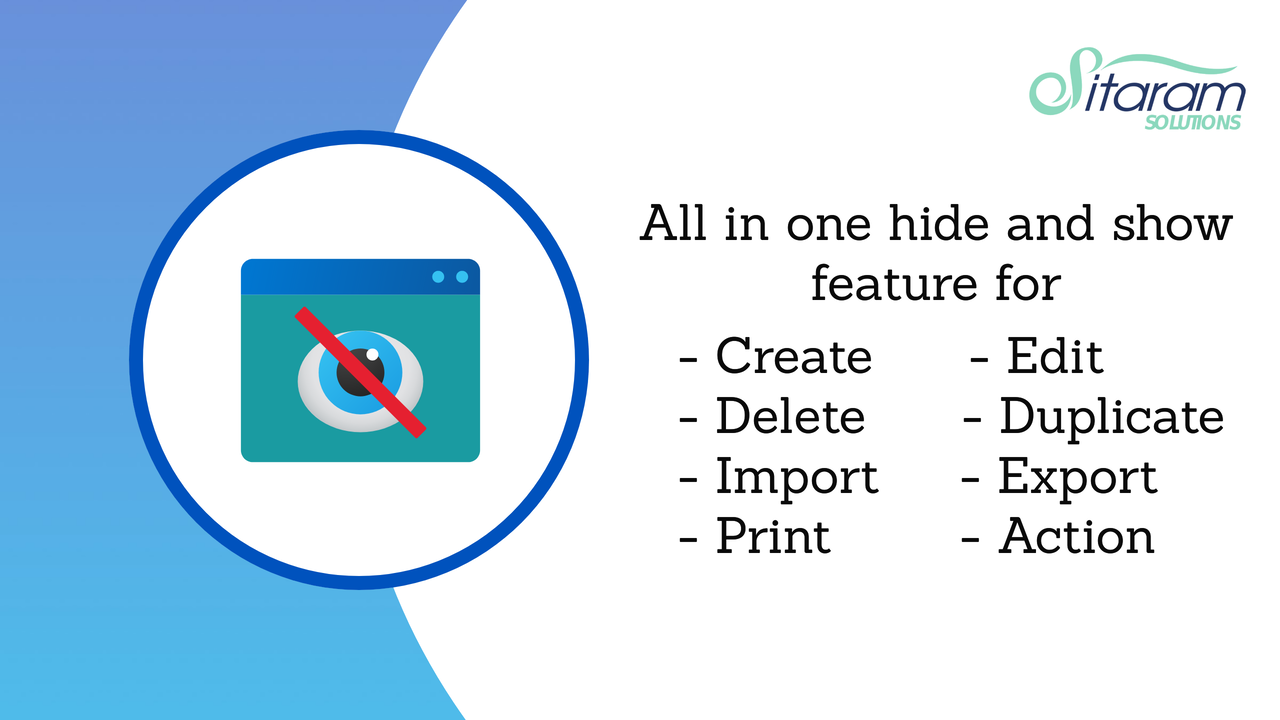 Sitaram
SOLUTIONS
All in one hide and show
feature for
- Create - Edit
- Delete - Duplicate
- Import - Export
- Print - Action